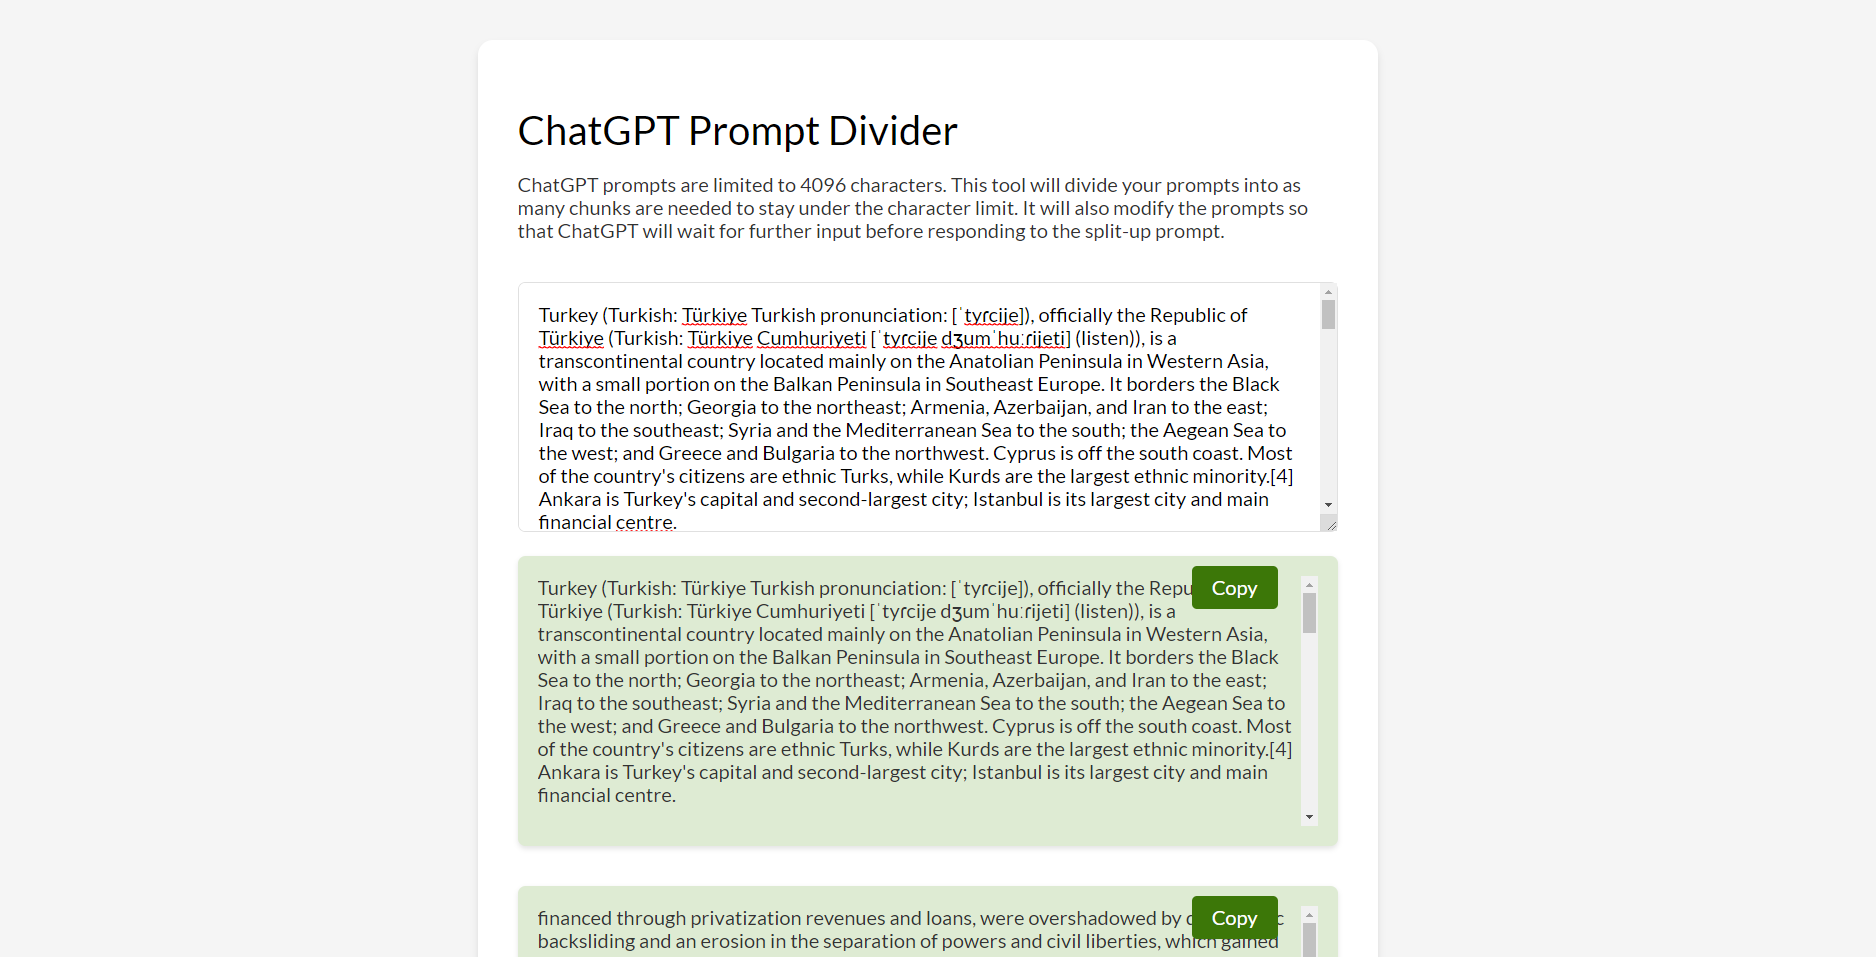 ChatGPT Prompt Divider
ChatGPT prompts are limited to 4096 characters. This tool will divide your prompts into as
many chunks are needed to stay under the character limit. It will also modify the prompts so
that ChatGPT will wait for further input before responding to the split-up prompt.
Turkey (Turkish: Türkiye Turkish pronunciation: [ˈtyɾcije]), officially the Republic of
Türkiye (Turkish: Türkiye Cumhuriyeti [ˈtyɾcije dʒumˈhuːɾijeti] (listen)), is a
transcontinental country located mainly on the Anatolian Peninsula in Western Asia,
with a small portion on the Balkan Peninsula in Southeast Europe. It borders the Black
Sea to the north; Georgia to the northeast; Armenia, Azerbaijan, and Iran to the east;
Iraq to the southeast; Syria and the Mediterranean Sea to the south; the Aegean Sea to
the west; and Greece and Bulgaria to the northwest. Cyprus is off the south coast. Most
of the country's citizens are ethnic Turks, while Kurds are the largest ethnic minority.[4]
Ankara is Turkey's capital and second-largest city; Istanbul is its largest city and main
financial centre.
Turkey (Turkish: Türkiye Turkish pronunciation: [ˈtyɾcije]), officially the
Copy
Türkiye (Turkish: Türkiye Cumhuriyeti [ˈtyɾcije dʒumˈhuːɾijeti] (listen)), is a
transcontinental country located mainly on the Anatolian Peninsula in Western Asia,
with a small portion on the Balkan Peninsula in Southeast Europe. It borders the Black
Sea to the north; Georgia to the northeast; Armenia, Azerbaijan, and Iran to the east;
Iraq to the southeast; Syria and the Mediterranean Sea to the south; the Aegean Sea to
the west; and Greece and Bulgaria to the northwest. Cyprus is off the south coast. Most
of the country's citizens are ethnic Turks, while Kurds are the largest ethnic minority.[4]
Ankara is Turkey's capital and second-largest city; Istanbul is its largest city and main
financial centre.
financed through privatization revenues and loans, were overshadowed by
Copy
backsliding and an erosion in the separation of powers and civil liberties, which gained